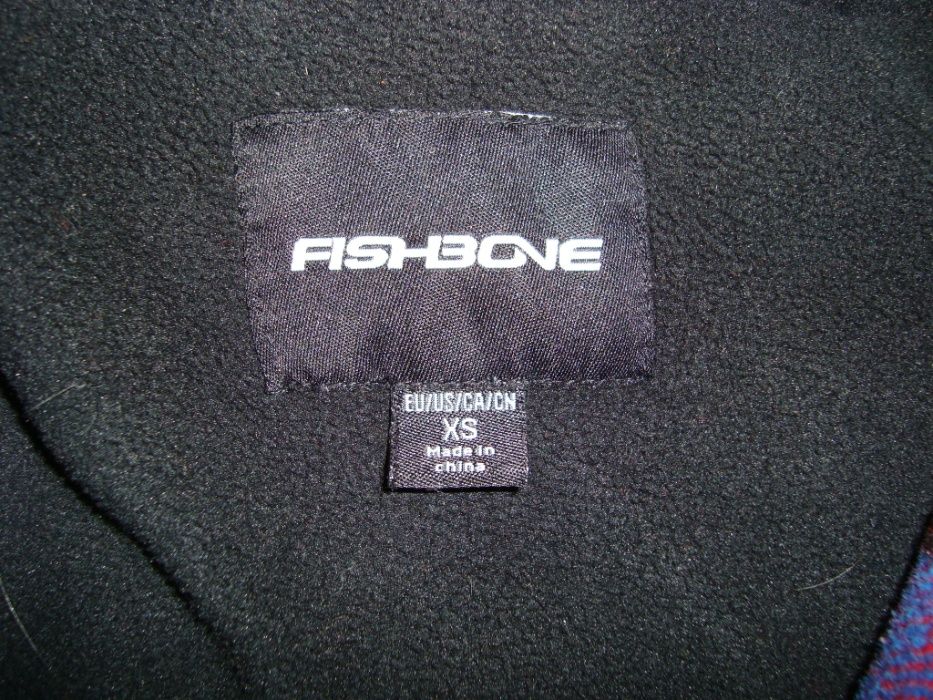 FISHBONE
EU/US/CA/CN
XS
Made in
china